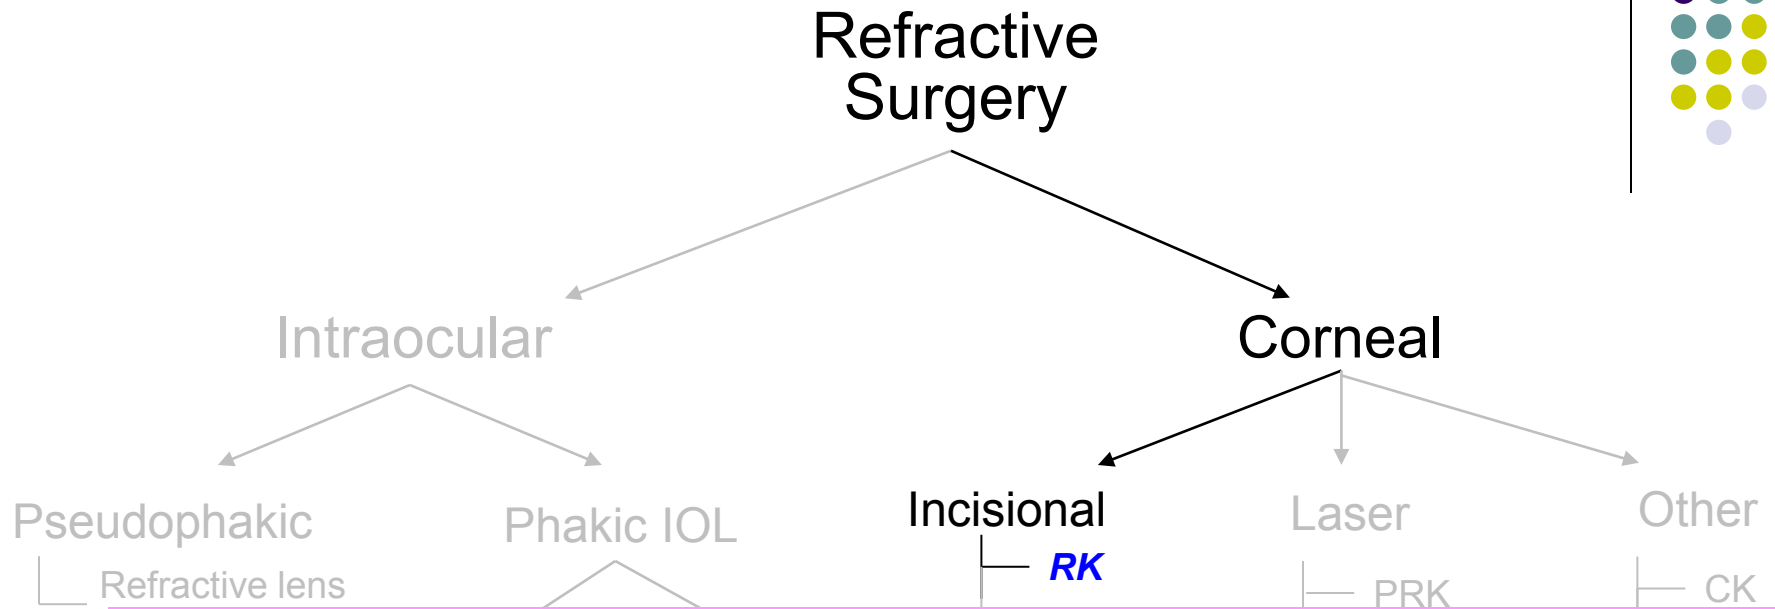 Refractive
Surgery
Intraocular
Corneal
Pseudophakic
Phakic IOL
Incisional
Laser
Other
Refractive lens
RK
PRK
CK